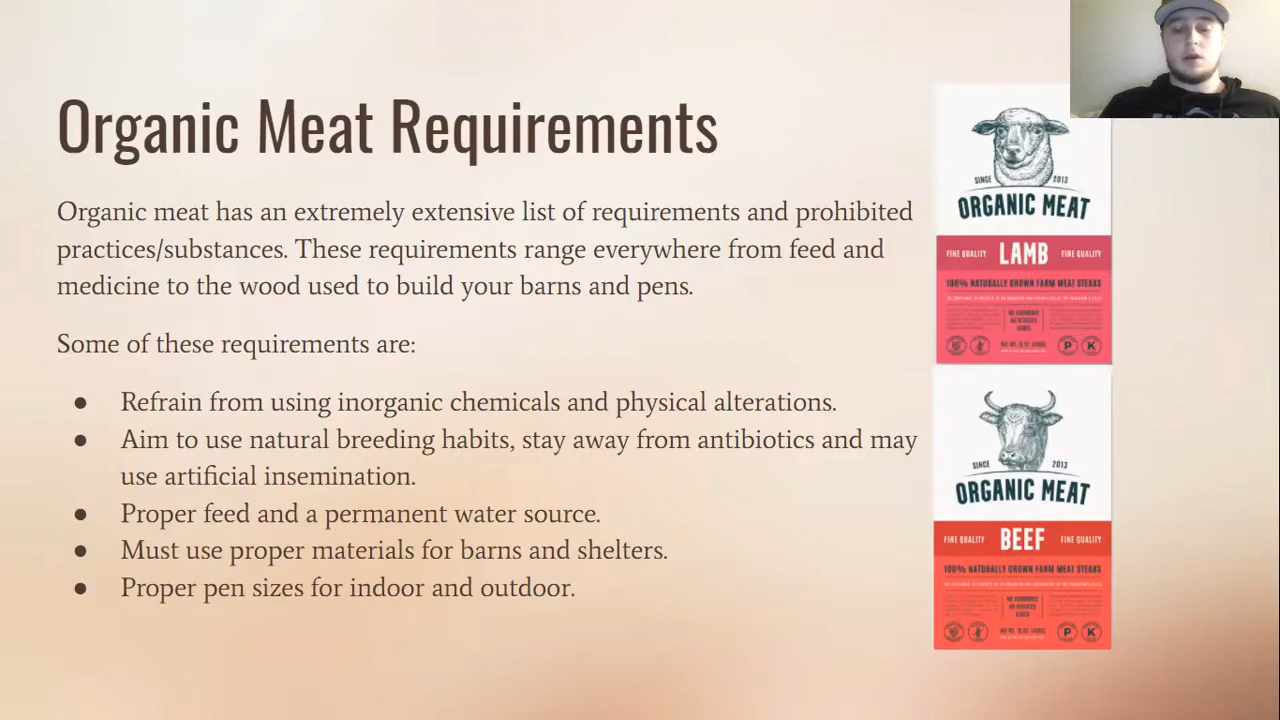 Organic Meat Requirements
Organic meat has an extremely extensive list of requirements and prohibited
practices/substances. These requirements range everywhere from feed and
medicine to the wood used to build your barns and pens.
Some of these requirements are:
● Refrain from using inorganic chemicals and physical alterations.
● Aim to use natural breeding habits, stay away from antibiotics and may
use artificial insemination.
● Proper feed and a permanent water source.
● Must use proper materials for barns and shelters.
● Proper pen sizes for indoor and outdoor.
SINCE 2013
ORGANIC MEAT
FINE QUALITY LAMB FINE QUALITY
100% NATURALLY GROWN FARM MEAT STEAKS
P K
SINCE 2013
ORGANIC MEAT
FINE QUALITY BEEF FINE QUALITY
100% NATURALLY GROWN FARM MEAT STEAKS
P K